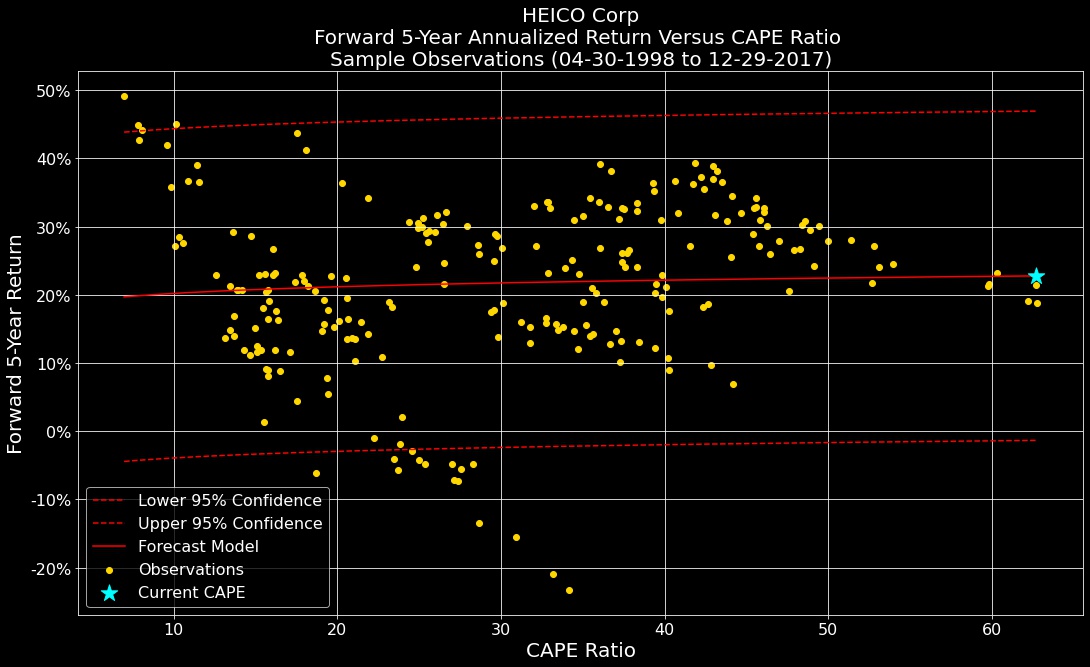 HEICO Corp
Forward 5-Year Annualized Return Versus CAPE Ratio
Sample Observations (04-30-1998 to 12-29-2017)
Forward 5-Year Return
50%
40%
30%
20%
10%
0%
-10%
-20%
Lower 95% Confidence
Upper 95% Confidence
Forecast Model
Observations
Current CAPE
10 20 30 40 50 60
CAPE Ratio